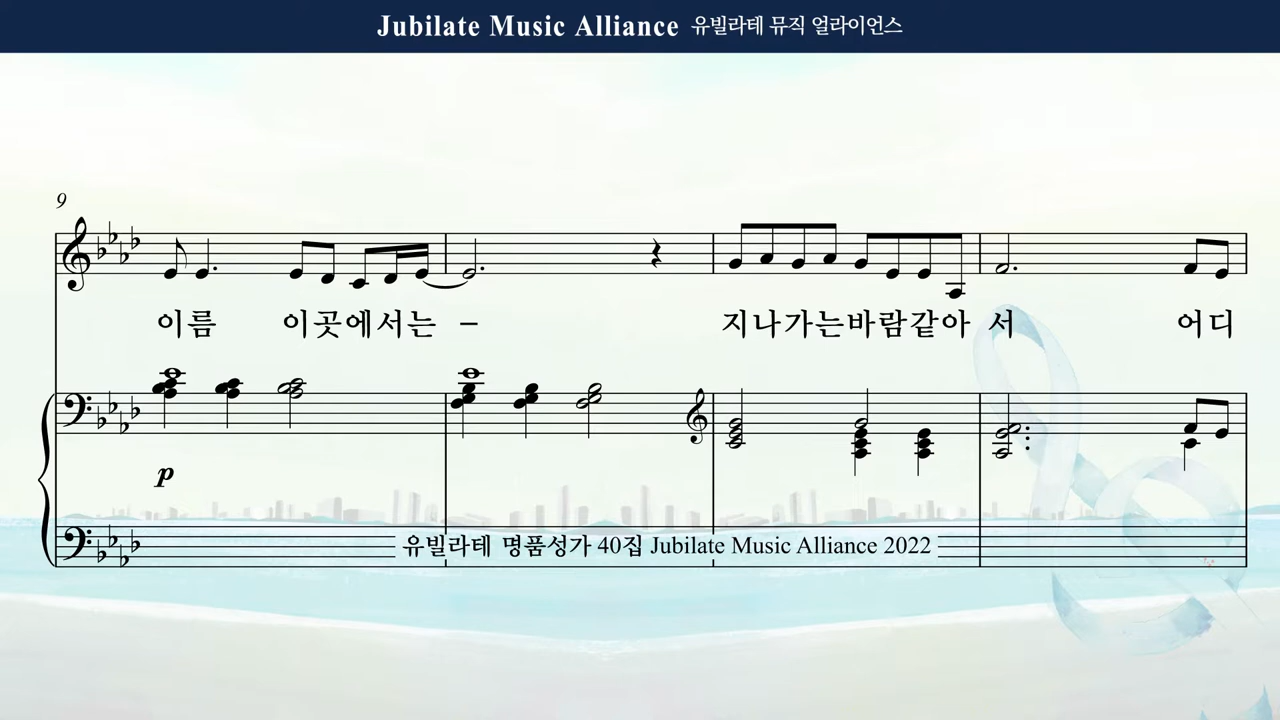 Jubilate Music Alliance 유빌라테 뮤직 얼라이언스
9
이름 이곳에서는 – 지나가는바람같아 서 어디
p
유빌라테 명품성가 40집 Jubilate Music Alliance 2022